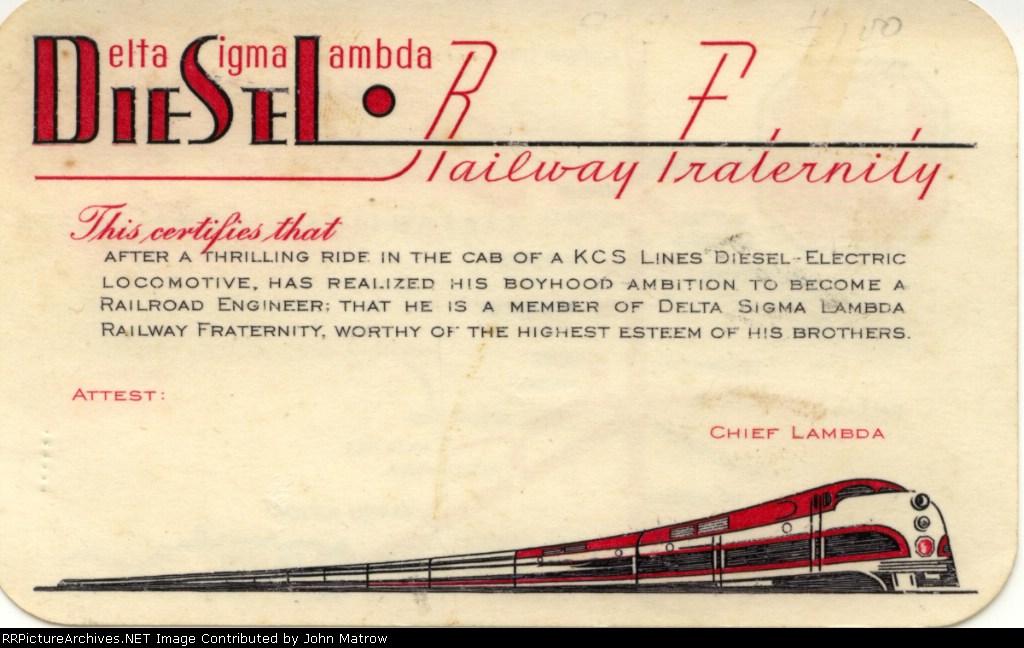 Delta Sigma Lambda
DIESEL • R F
Railway Fraternity
This certifies that
AFTER A THRILLING RIDE IN THE CAB OF A KCS LINES DIESEL-ELECTRIC
LOCOMOTIVE, HAS REALIZED HIS BOYHOOD AMBITION TO BECOME A
RAILROAD ENGINEER; THAT HE IS A MEMBER OF DELTA SIGMA LAMBDA
RAILWAY FRATERNITY, WORTHY OF THE HIGHEST ESTEEM OF HIS BROTHERS.
ATTEST:
CHIEF LAMBDA
RRPictureArchives.NET Image Contributed by John Matrow